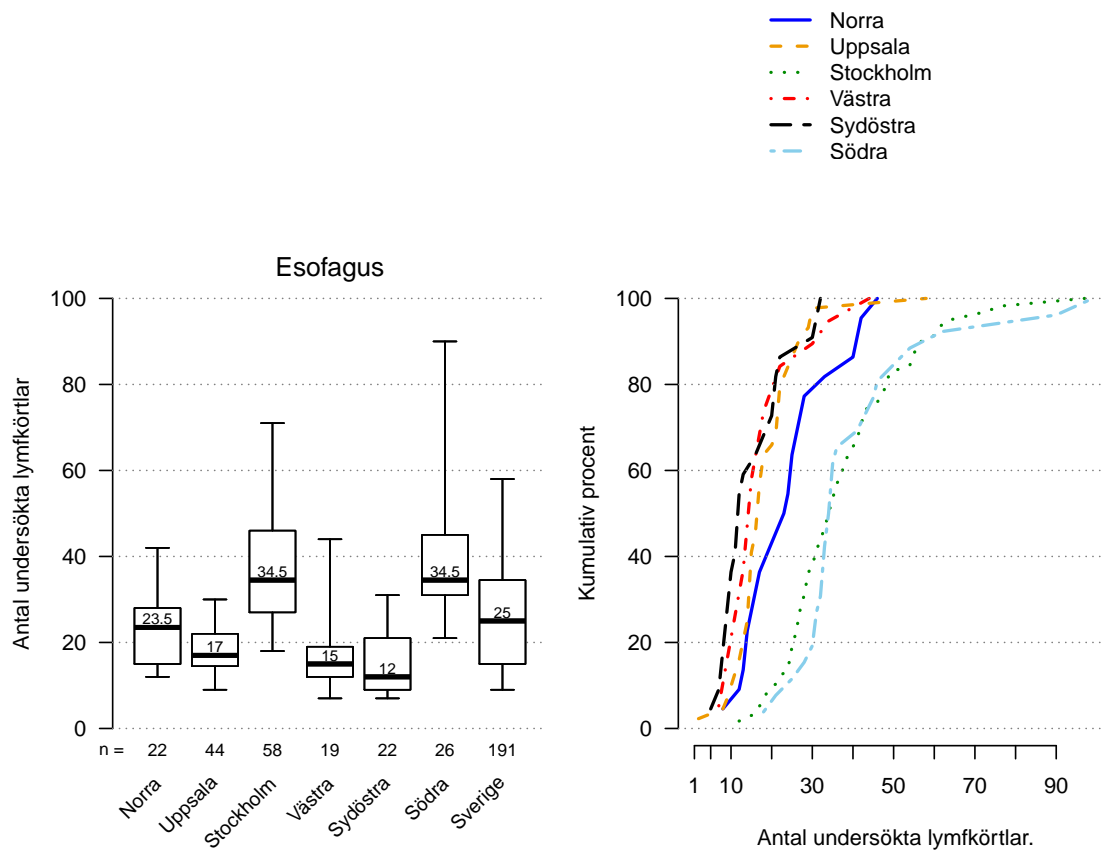 Norra
Uppsala
Stockholm
Västra
Sydöstra
Södra
Esofagus
Antal undersökta lymfkörtlar
100
80
60
40
20
0
23.5
17
34.5
15
12
34.5
25
n = 22 44 58 19 22 26 191
Norra
Uppsala
Stockholm
Västra
Sydöstra
Södra
Sverige
Kumulativ procent
100
80
60
40
20
0
1 10 30 50 70 90
Antal undersökta lymfkörtlar.